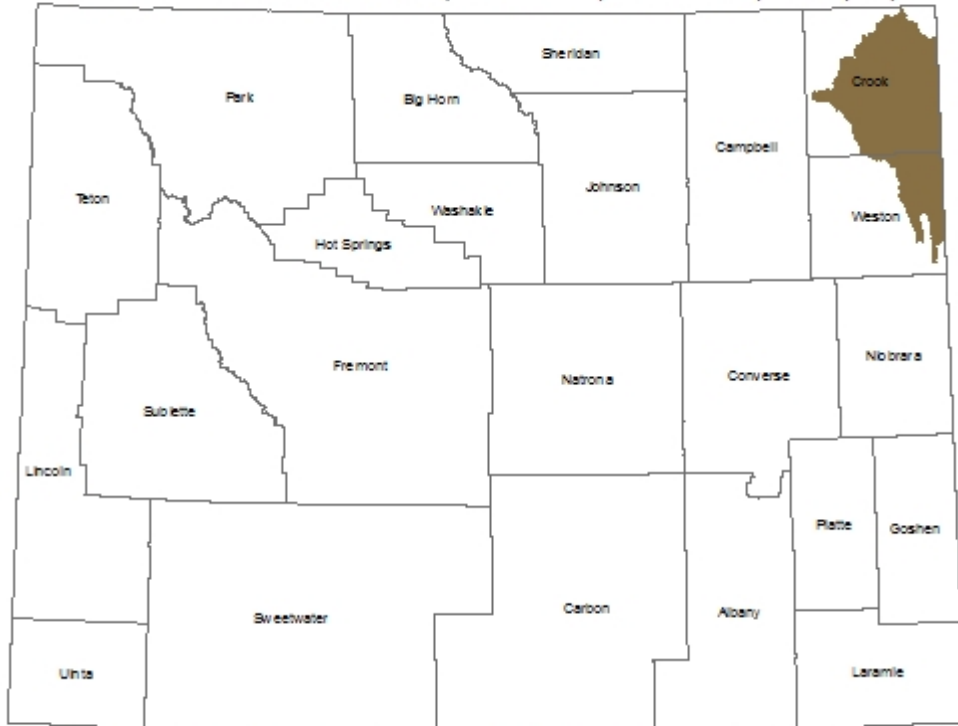 Sheridan
Crook
Park
Big Horn
Campbell
Johnson
Teton
Washakie
Weston
Hot Springs
Niobrara
Fremont
Converse
Natrona
Sublette
Lincoln
Platte
Goshen
Carbon
Albany
Sweetwater
Uinta
Laramie